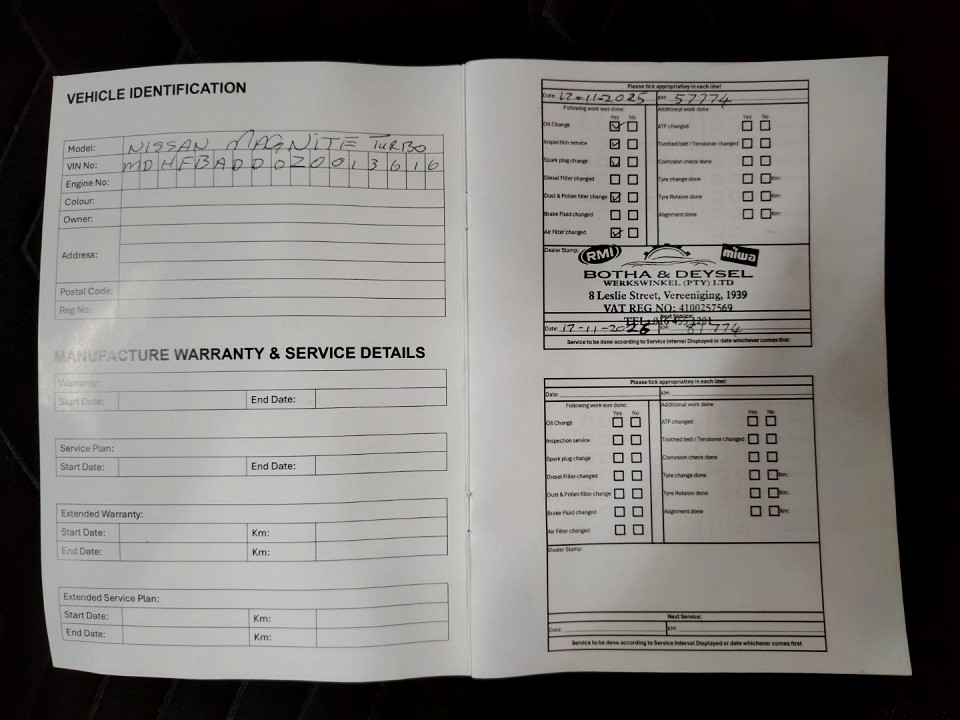 VEHICLE IDENTIFICATION
Model: NISSAN MAGNITE TURBO
VIN No: MDHFBADD0Z0013616
Engine No:
Colour:
Owner:
Address:
Postal Code:
Reg No:
MANUFACTURE WARRANTY & SERVICE DETAILS
Warranty:
Start Date: End Date:
Service Plan:
Start Date: End Date:
Extended Warranty:
Start Date: Km:
End Date: Km:
Extended Service Plan:
Start Date: Km:
End Date: Km:
Please tick appropriatley in each line!
Date: 17-11-2025 KM: 57774
Following work was done: Additional work done:
Yes No Yes No
Oil Change ATF changed
Inspection service Toothed belt / Tensioner changed
Spark plug change Corrosion check done
Diesel Filter changed Tyre change done Km:
Dust & Pollen filter change Tyre Rotaion done Km:
Brake Fluid changed Alignment done Km:
Air Filter changed
Dealer Stamp:
RMI miwa
BOTHA & DEYSEL
WERKSWINKEL (PTY) LTD
8 Leslie Street, Vereeniging, 1939
VAT REG NO: 4100257569
Next Service:
Date: 17-11-2026 KM:
Service to be done according to Service Interval Displayed or date whichever comes first
Please tick appropriatley in each line!
Date: KM:
Following work was done: Additional work done:
Yes No Yes No
Oil Change ATF changed
Inspection service Toothed belt / Tensioner changed
Spark plug change Corrosion check done
Diesel Filter changed Tyre change done Km:
Dust & Pollen filter change Tyre Rotaion done Km:
Brake Fluid changed Alignment done Km:
Air Filter changed
Dealer Stamp:
Next Service:
Date: KM:
Service to be done according to Service Interval Displayed or date whichever comes first